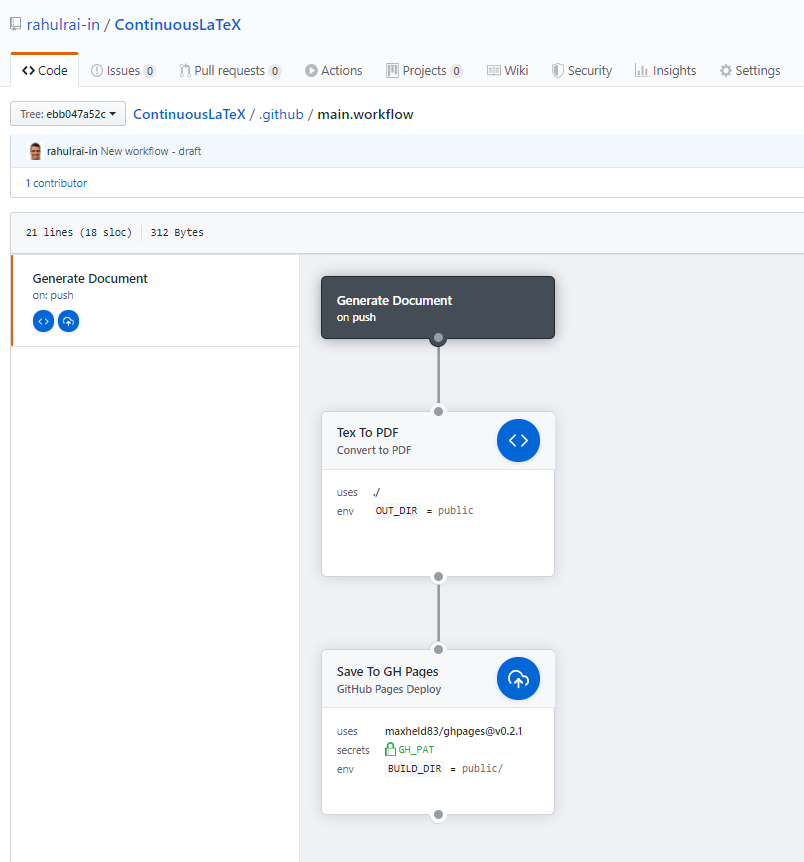 rahulrai-in / ContinuousLaTeX
Code Issues 0 Pull requests 0 Actions Projects 0 Wiki Security Insights Settings
Tree: ebb047a52c ContinuousLaTeX / .github / main.workflow
rahulrai-in New workflow - draft
1 contributor
21 lines (18 sloc) 312 Bytes
Generate Document
on: push
Generate Document
on push
Tex To PDF
Convert to PDF
uses ./
env OUT_DIR = public
Save To GH Pages
GitHub Pages Deploy
uses maxheld83/ghpages@v0.2.1
secrets GH_PAT
env BUILD_DIR = public/